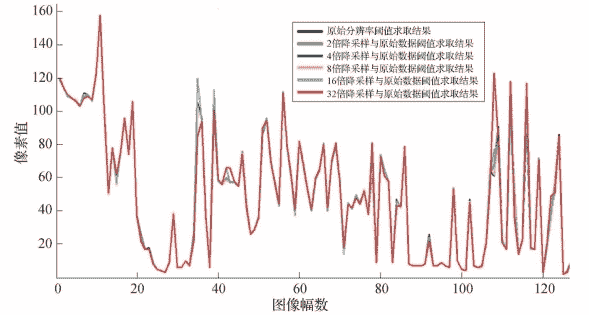 160
140
120
100
80
60
40
20
0
20
40
60
80
100
120
像素值
图像幅数
原始分辨率阈值求取结果
2倍降采样与原始数据阈值求取结果
4倍降采样与原始数据阈值求取结果
8倍降采样与原始数据阈值求取结果
16倍降采样与原始数据阈值求取结果
32倍降采样与原始数据阈值求取结果